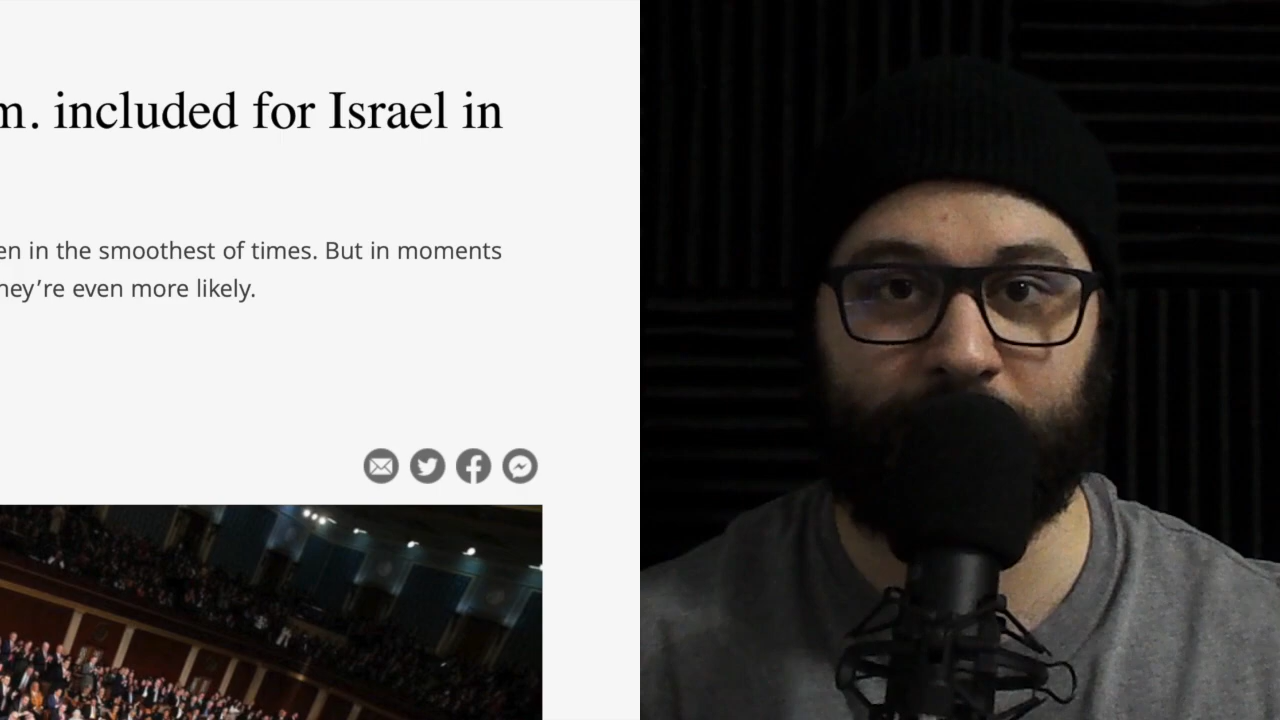 m. included for Israel in
en in the smoothest of times. But in moments
hey’re even more likely.